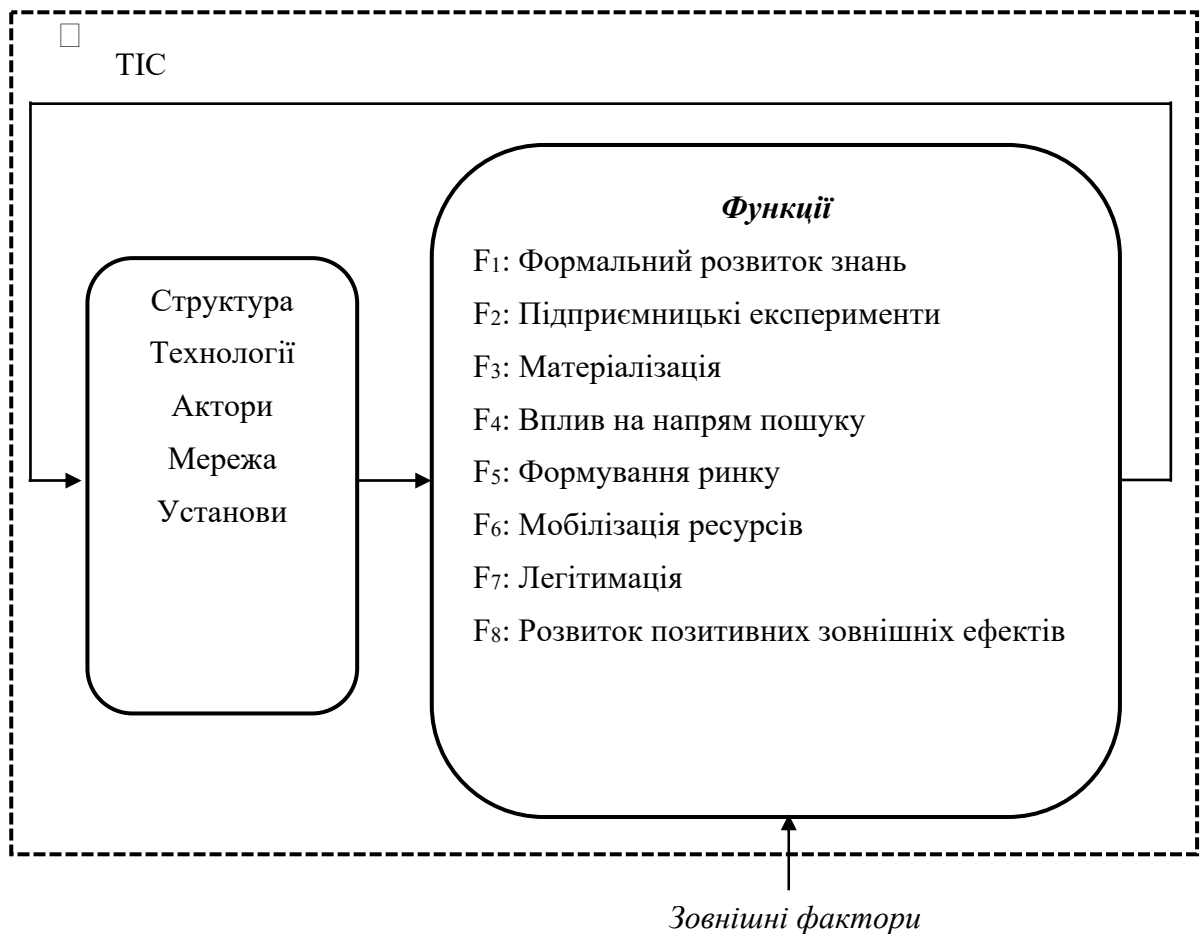 ТІС
Функції
F₁: Формальний розвиток знань
F₂: Підприємницькі експерименти
F₃: Матеріалізація
F₄: Вплив на напрям пошуку
F₅: Формування ринку
F₆: Мобілізація ресурсів
F₇: Легітимація
F₈: Розвиток позитивних зовнішніх ефектів
Структура
Технології
Актори
Мережа
Установи
Зовнішні фактори